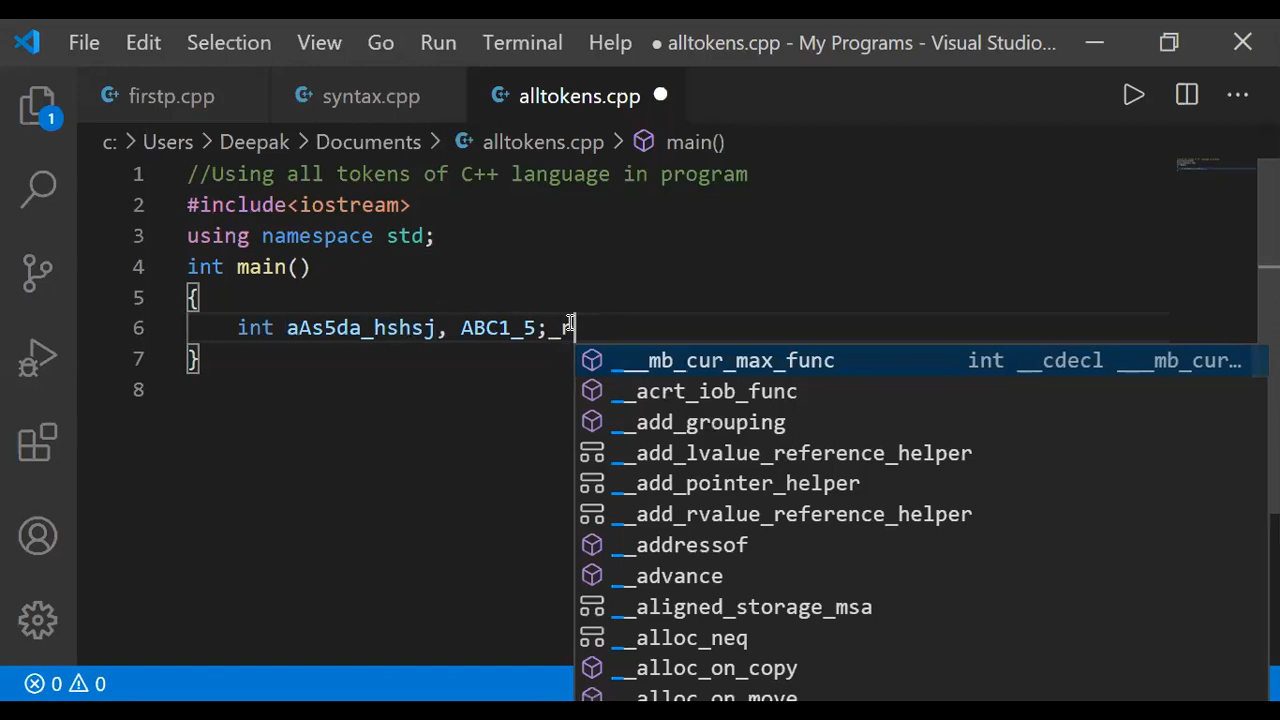 File Edit Selection View Go Run Terminal Help ● alltokens.cpp - My Programs - Visual Studio...
firstp.cpp syntax.cpp alltokens.cpp
c: > Users > Deepak > Documents > alltokens.cpp > main()
1 //Using all tokens of C++ language in program
2 #include<iostream>
3 using namespace std;
4 int main()
5 {
6 int aAs5da_hshsj, ABC1_5;
7 }
8
___mb_cur_max_func int __cdecl ___mb_cur...
__acrt_iob_func
__add_grouping
__add_lvalue_reference_helper
__add_pointer_helper
__add_rvalue_reference_helper
__addressof
__advance
__aligned_storage_msa
__alloc_neq
__alloc_on_copy
__alloc_on_move
1
0 0